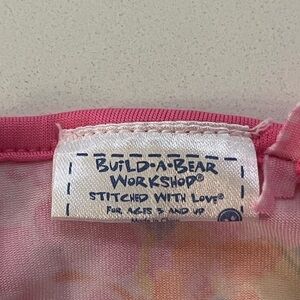 BUILD-A-BEAR
WORKSHOP®
STITCHED WITH LOVE®
FOR AGES 3 AND UP